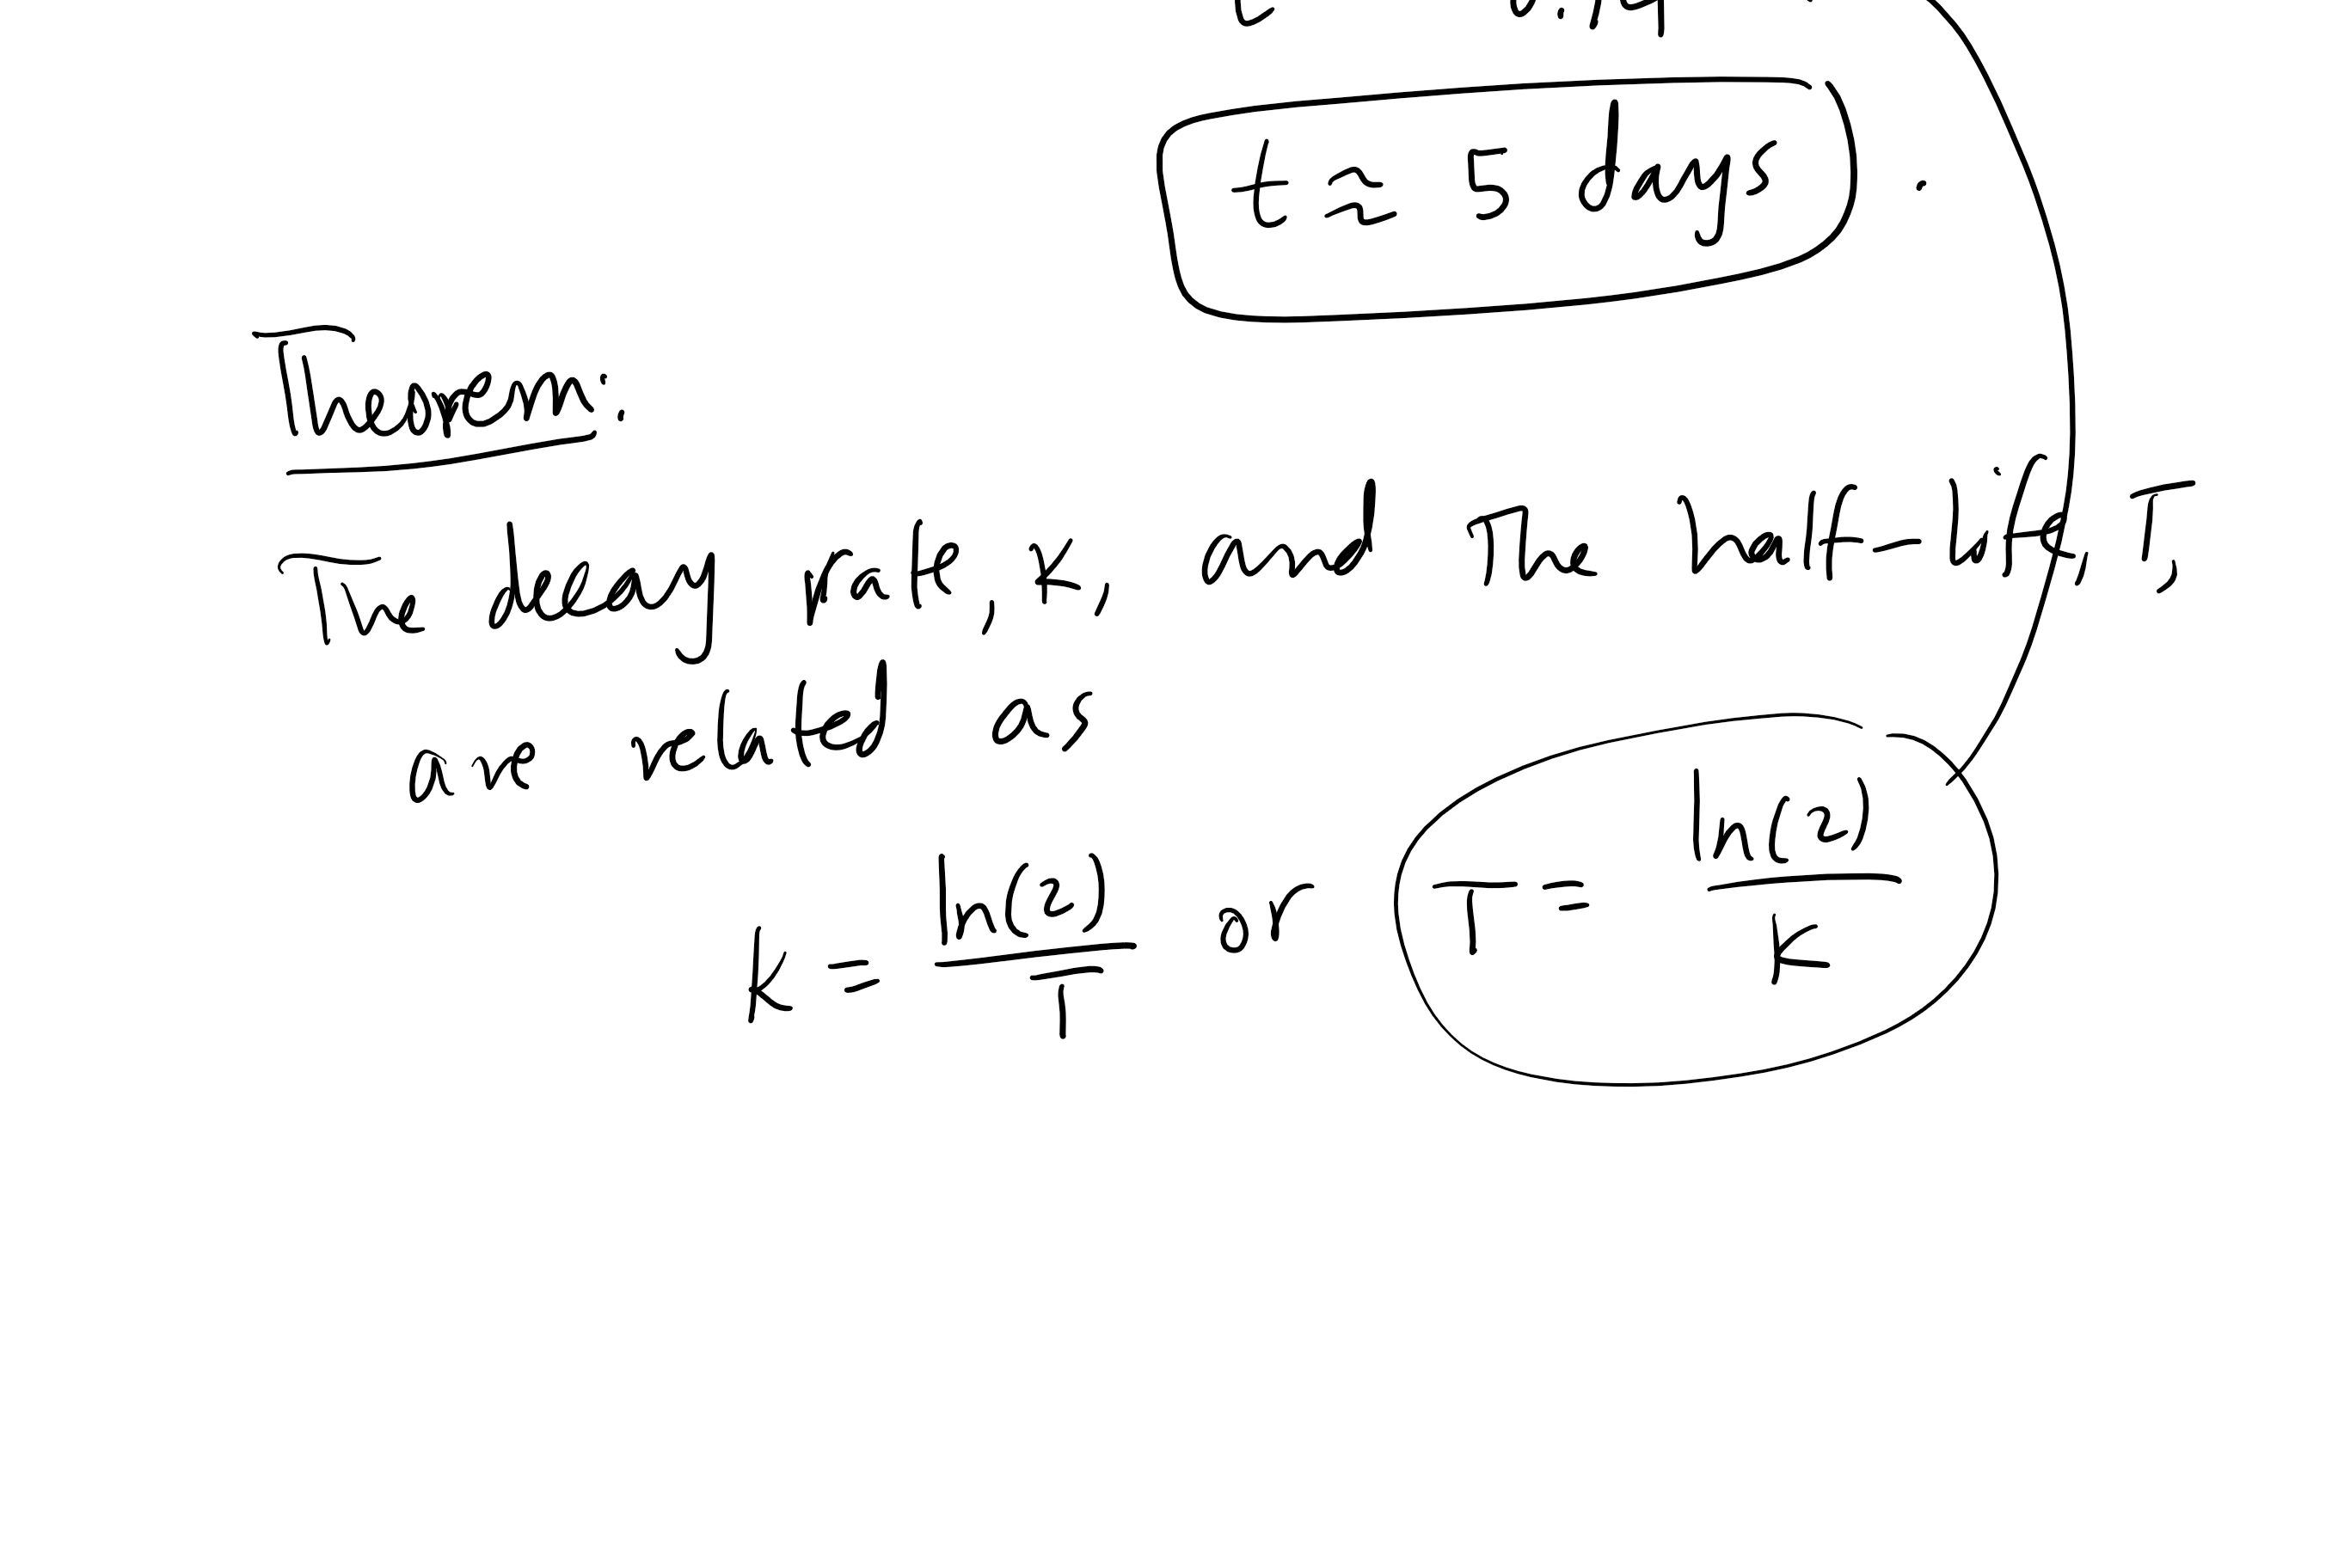 t ≈ 5 days
Theorem:
The decay rate, K, and The half-life, T,
are related as
K = ln(2)/T or T = ln(2)/K